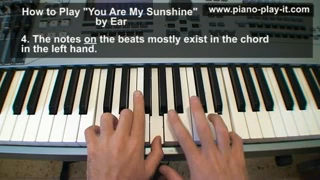 How to Play "You Are My Sunshine"
by Ear
www.piano-play-it.com
4. The notes on the beats mostly exist in the chord
in the left hand.